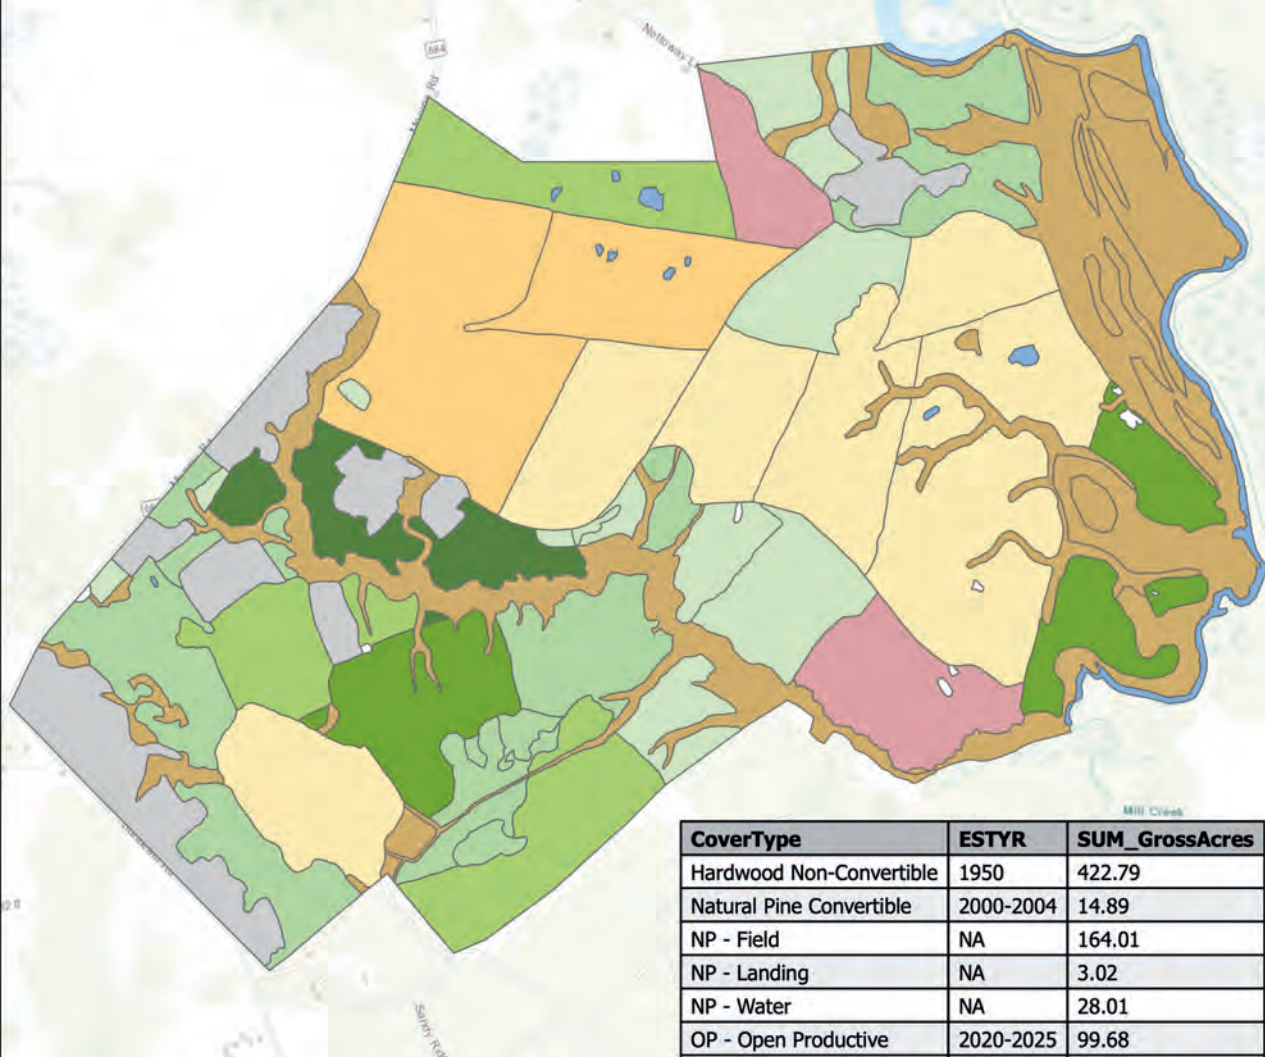 684
Nottoway
Rd
Mill Creek
CoverType ESTYR SUM_GrossAcres
Hardwood Non-Convertible 1950 422.79
Natural Pine Convertible 2000-2004 14.89
NP - Field NA 164.01
NP - Landing NA 3.02
NP - Water NA 28.01
OP - Open Productive 2020-2025 99.68